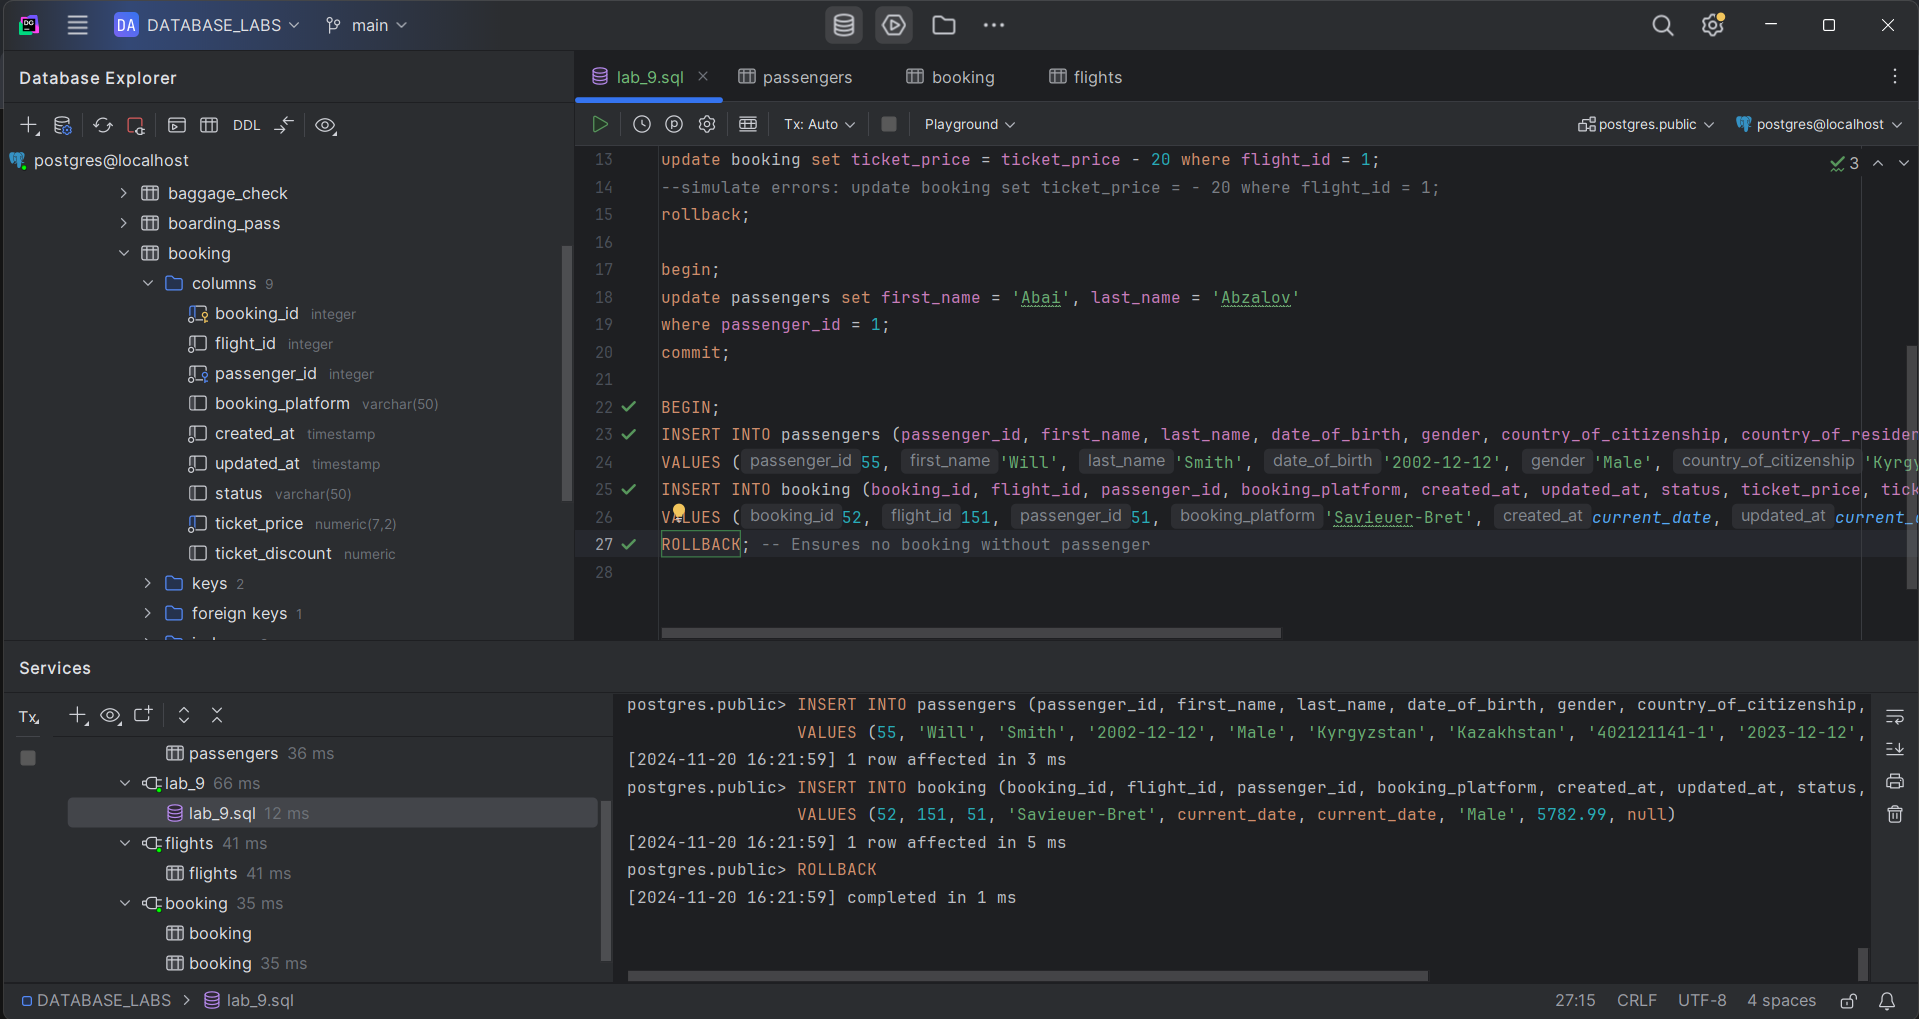 DG
DA DATABASE_LABS main
Database Explorer
lab_9.sql passengers booking flights
DDL
Tx: Auto Playground postgres.public postgres@localhost
postgres@localhost
baggage_check
boarding_pass
booking
columns 9
booking_id integer
flight_id integer
passenger_id integer
booking_platform varchar(50)
created_at timestamp
updated_at timestamp
status varchar(50)
ticket_price numeric(7,2)
ticket_discount numeric
keys 2
foreign keys 1
3
13 update booking set ticket_price = ticket_price - 20 where flight_id = 1;
14 --simulate errors: update booking set ticket_price = - 20 where flight_id = 1;
15 rollback;
16
17 begin;
18 update passengers set first_name = 'Abai', last_name = 'Abzalov'
19 where passenger_id = 1;
20 commit;
21
22 BEGIN;
23 INSERT INTO passengers (passenger_id, first_name, last_name, date_of_birth, gender, country_of_citizenship, country_of_resider
24 VALUES ( passenger_id 55, first_name 'Will', last_name 'Smith', date_of_birth '2002-12-12', gender 'Male', country_of_citizenship 'Kyrgy
25 INSERT INTO booking (booking_id, flight_id, passenger_id, booking_platform, created_at, updated_at, status, ticket_price, tick
26 VALUES ( booking_id 52, flight_id 151, passenger_id 51, booking_platform 'Savieuer-Bret', created_at current_date, updated_at current_
27 ROLLBACK; -- Ensures no booking without passenger
28
Services
Tx
passengers 36 ms
lab_9 66 ms
lab_9.sql 12 ms
flights 41 ms
flights 41 ms
booking 35 ms
booking
booking 35 ms
postgres.public> INSERT INTO passengers (passenger_id, first_name, last_name, date_of_birth, gender, country_of_citizenship,
VALUES (55, 'Will', 'Smith', '2002-12-12', 'Male', 'Kyrgyzstan', 'Kazakhstan', '402121141-1', '2023-12-12',
[2024-11-20 16:21:59] 1 row affected in 3 ms
postgres.public> INSERT INTO booking (booking_id, flight_id, passenger_id, booking_platform, created_at, updated_at, status,
VALUES (52, 151, 51, 'Savieuer-Bret', current_date, current_date, 'Male', 5782.99, null)
[2024-11-20 16:21:59] 1 row affected in 5 ms
postgres.public> ROLLBACK
[2024-11-20 16:21:59] completed in 1 ms
DATABASE_LABS > lab_9.sql 27:15 CRLF UTF-8 4 spaces